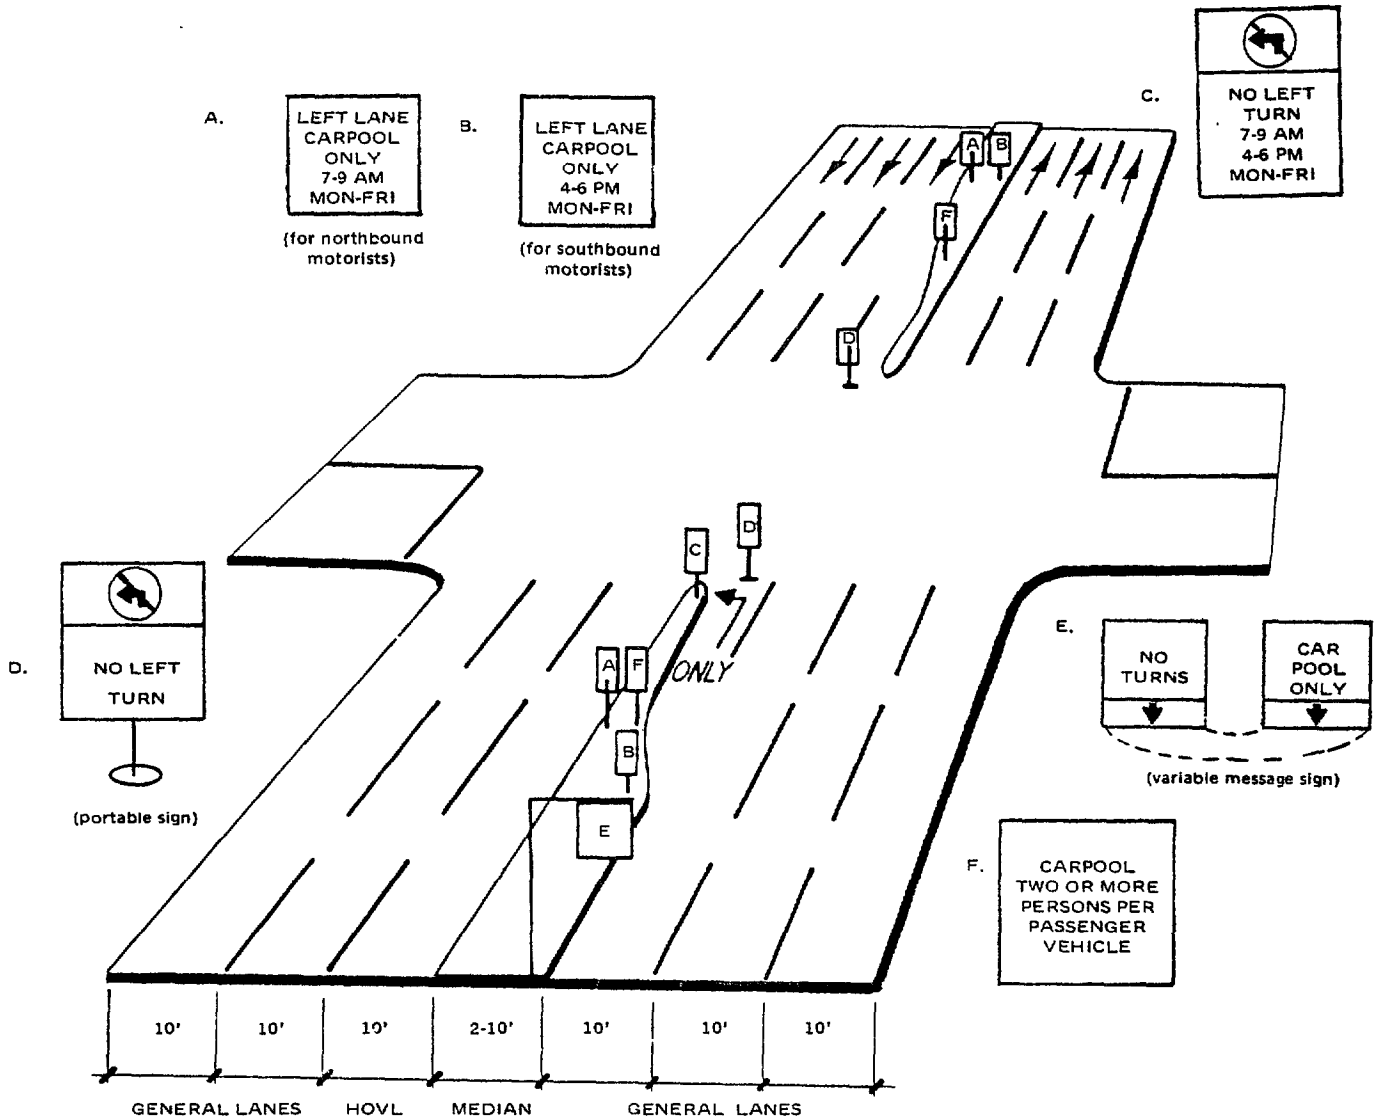 A.
LEFT LANE
CARPOOL
ONLY
7-9 AM
MON-FRI
(for northbound
motorists)
B.
LEFT LANE
CARPOOL
ONLY
4-6 PM
MON-FRI
(for southbound
motorists)
C.
NO LEFT
TURN
7-9 AM
4-6 PM
MON-FRI
A
B
F
D
C
D
A
F
ONLY
B
E
D.
NO LEFT
TURN
(portable sign)
E.
NO
TURNS
CAR
POOL
ONLY
(variable message sign)
F.
CARPOOL
TWO OR MORE
PERSONS PER
PASSENGER
VEHICLE
10' 10' 10' 2-10' 10' 10' 10'
GENERAL LANES HOVL MEDIAN GENERAL LANES